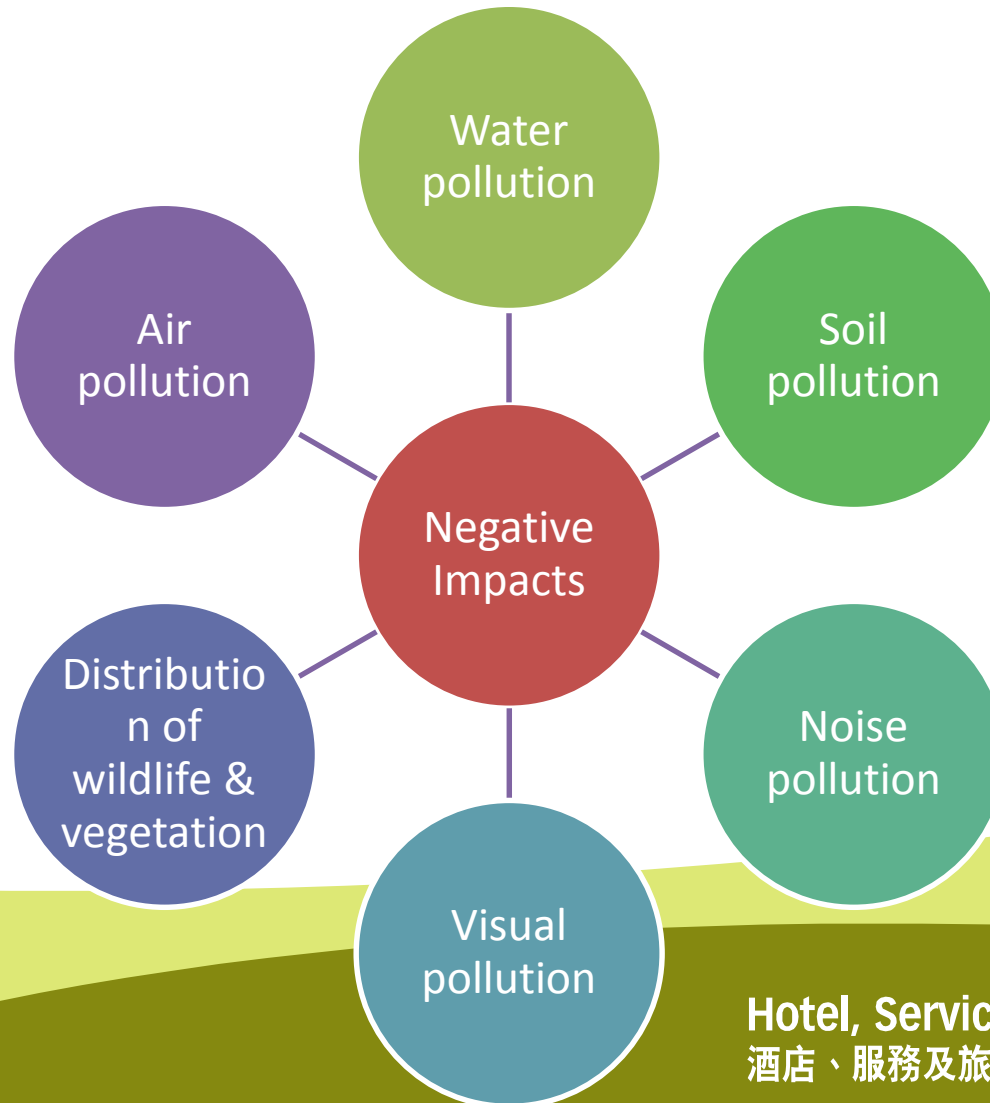 Water
pollution
Air
pollution
Soil
pollution
Negative
Impacts
Distributio
n of
wildlife &
vegetation
Noise
pollution
Visual
pollution
Hotel, Servic
酒店、服務及旅